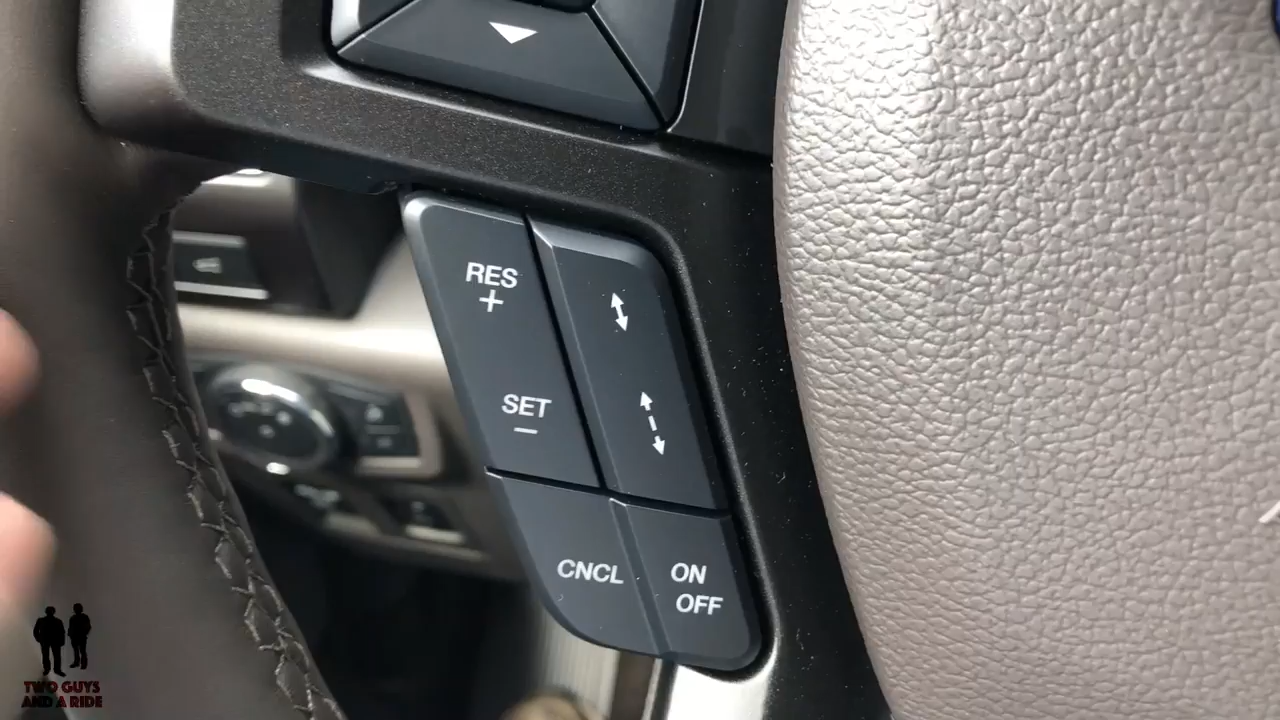 RES
+
SET
−
CNCL
ON
OFF
TWO GUYS
AND A RIDE